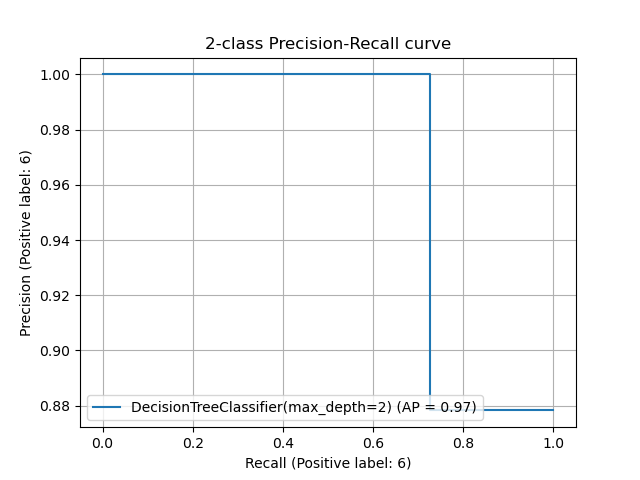 2-class Precision-Recall curve
1.00
0.98
0.96
0.94
0.92
0.90
0.88
Precision (Positive label: 6)
DecisionTreeClassifier(max_depth=2) (AP = 0.97)
0.0 0.2 0.4 0.6 0.8 1.0
Recall (Positive label: 6)